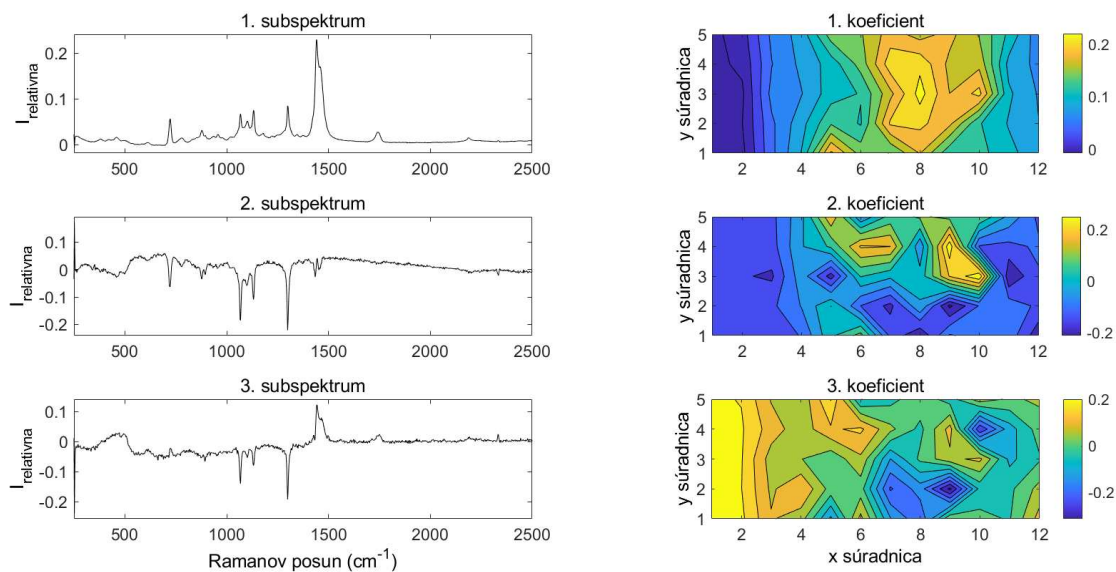 1. subspektrum
0.2
0.1
0
I relativna
500 1000 1500 2000 2500
1. koeficient
5
4
3
2
1
y súradnica
2 4 6 8 10 12
0.2
0.1
0
2. subspektrum
0.1
0
-0.1
-0.2
I relativna
500 1000 1500 2000 2500
2. koeficient
5
4
3
2
1
y súradnica
2 4 6 8 10 12
0.2
0
-0.2
3. subspektrum
0.1
0
-0.1
-0.2
I relativna
500 1000 1500 2000 2500
Ramanov posun (cm-1)
3. koeficient
5
4
3
2
1
y súradnica
2 4 6 8 10 12
x súradnica
0.2
0
-0.2